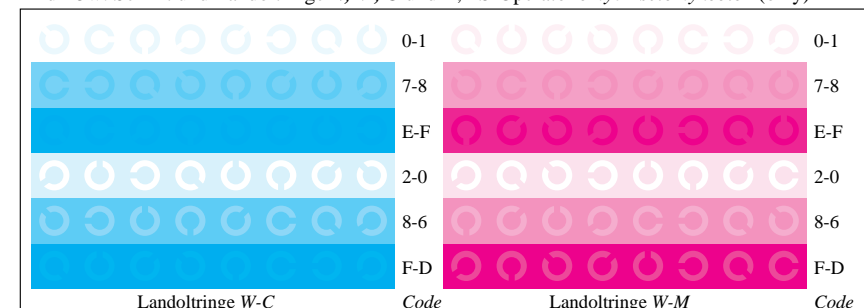 0-1 0-1
7-8 7-8
E-F E-F
2-0 2-0
8-6 8-6
F-D F-D
Landoltringe W-C Code Landoltringe W-M Code